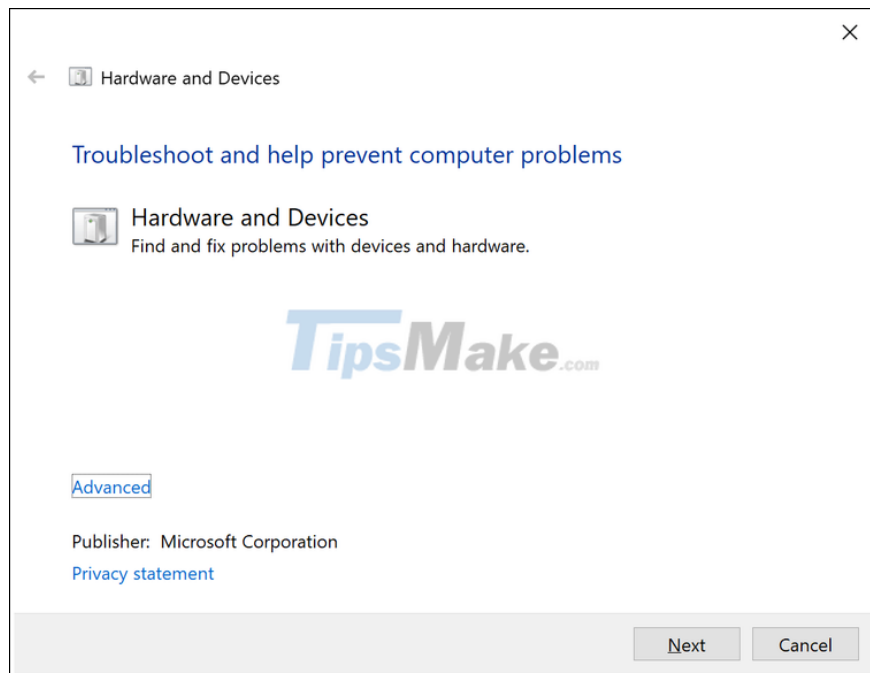 Hardware and Devices
Troubleshoot and help prevent computer problems
Hardware and Devices
Find and fix problems with devices and hardware.
TipsMake.com
Advanced
Publisher: Microsoft Corporation
Privacy statement
Next Cancel